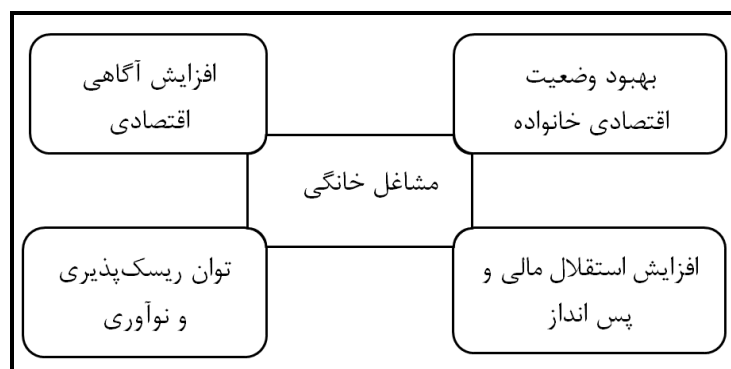 بهبود وضعیت
اقتصادی خانواده
افزایش آگاهی
اقتصادی
مشاغل خانگی
افزایش استقلال مالی و
پس انداز
توان ریسک‌پذیری
و نوآوری